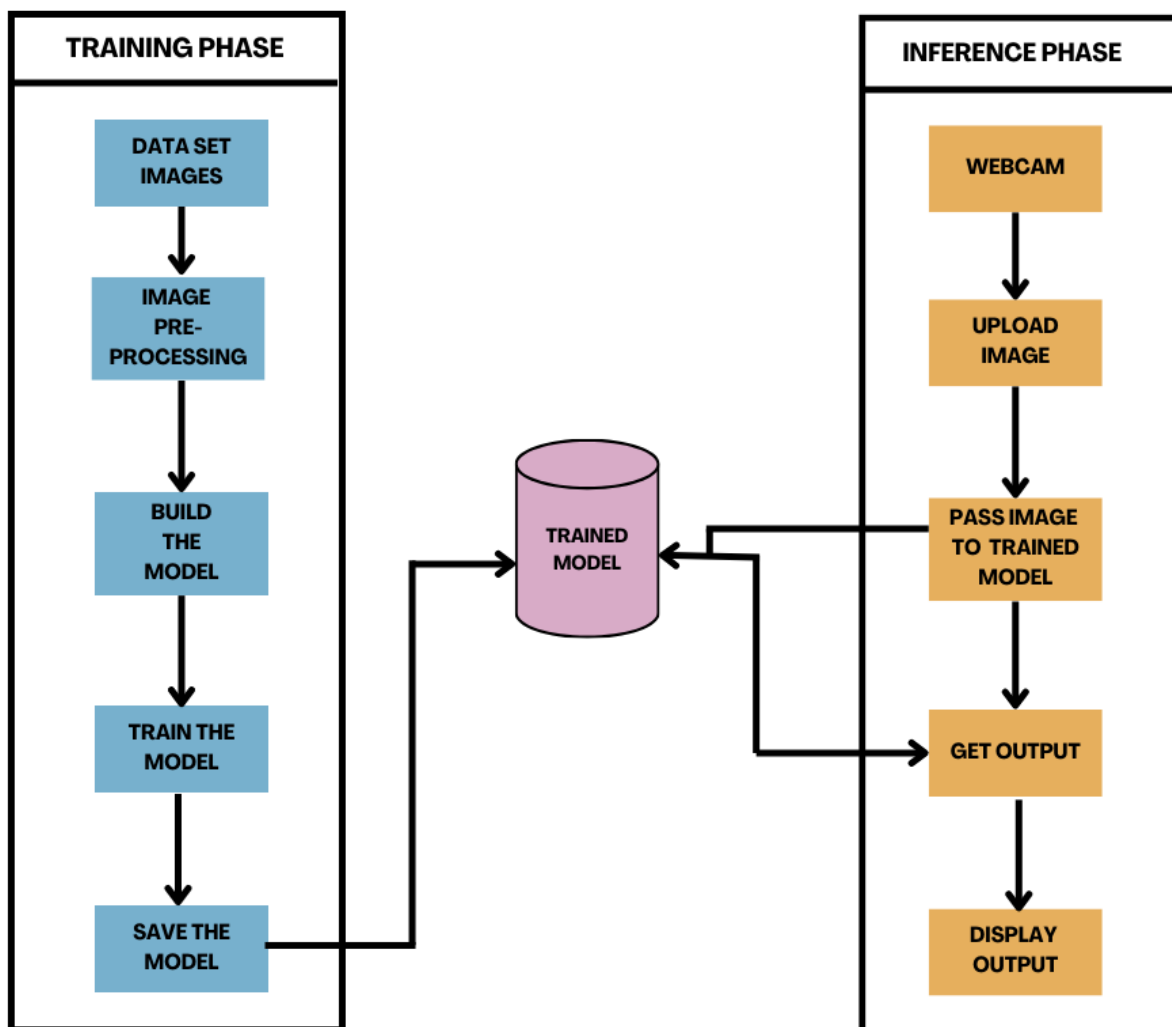 TRAINING PHASE
DATA SET
IMAGES
IMAGE
PRE-
PROCESSING
BUILD
THE
MODEL
TRAIN THE
MODEL
SAVE THE
MODEL
TRAINED
MODEL
INFERENCE PHASE
WEBCAM
UPLOAD
IMAGE
PASS IMAGE
TO TRAINED
MODEL
GET OUTPUT
DISPLAY
OUTPUT